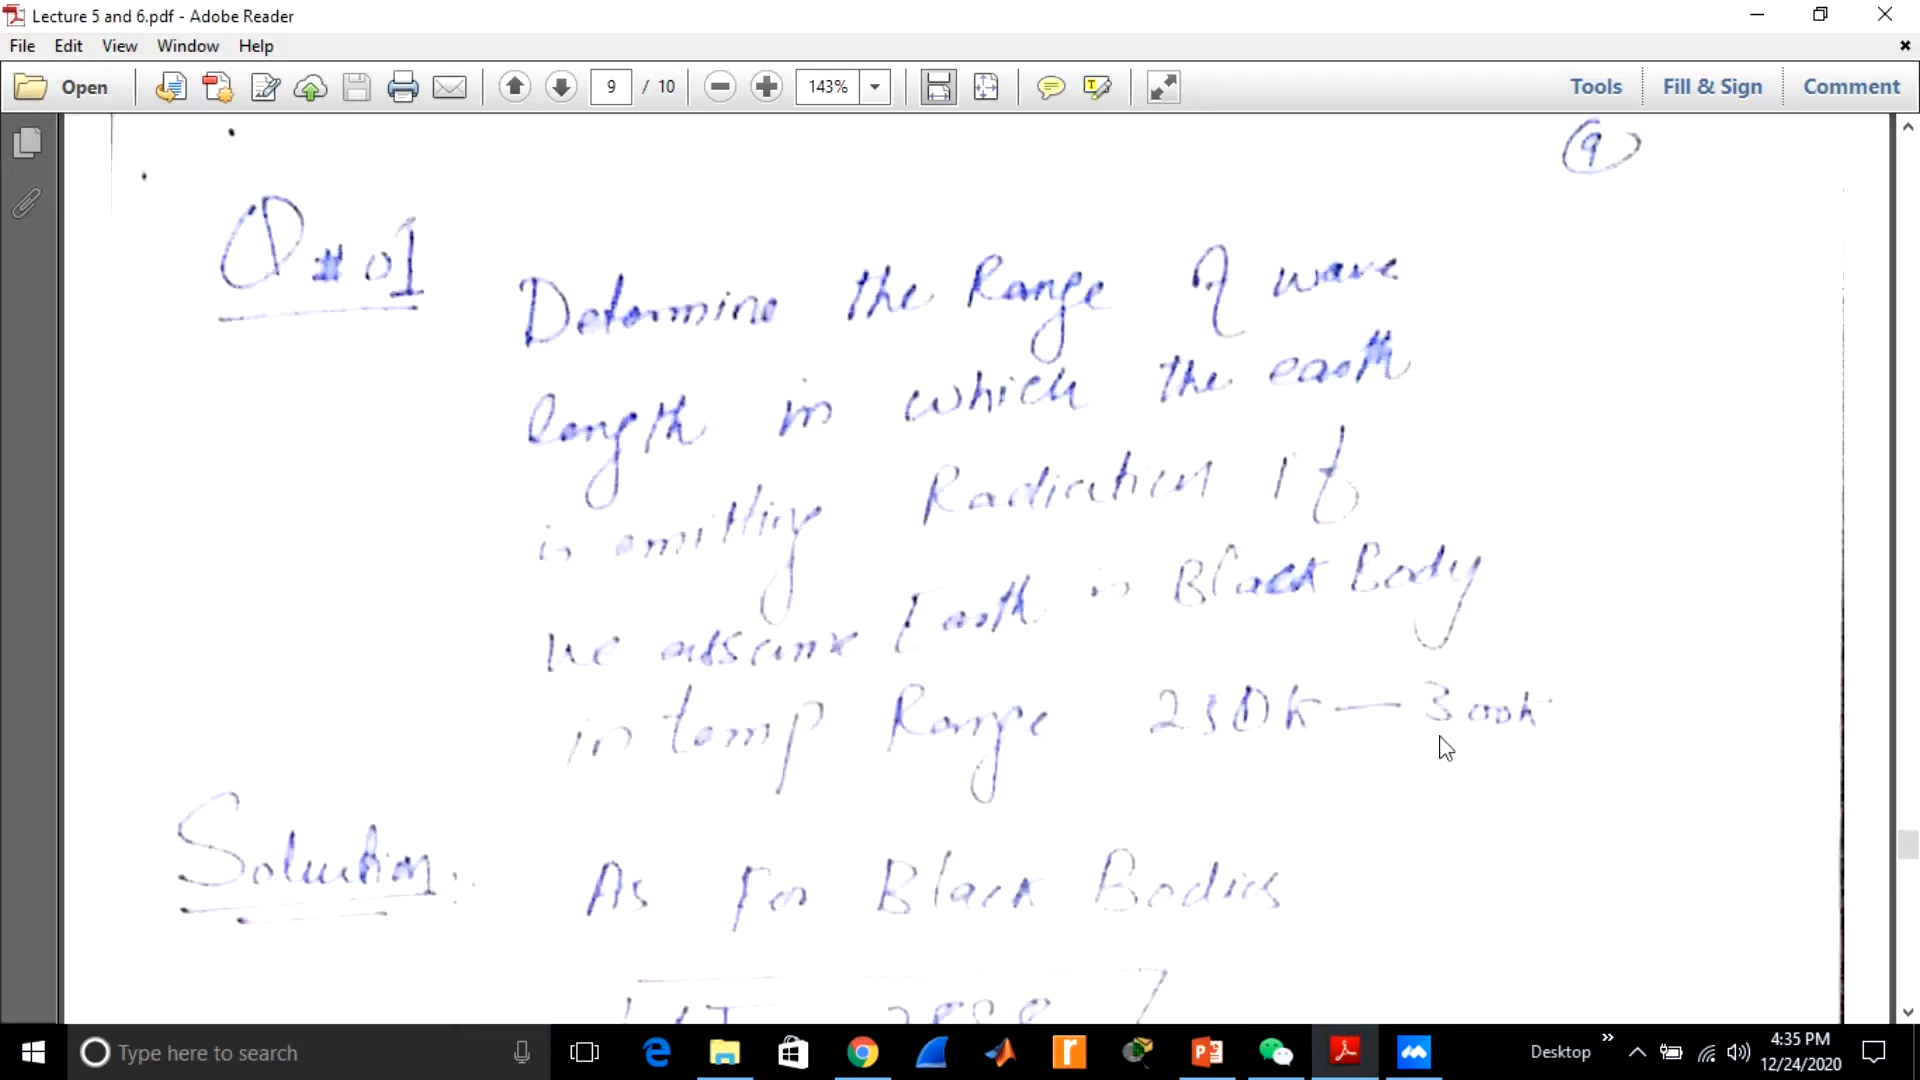 Lecture 5 and 6.pdf - Adobe Reader
File Edit View Window Help
Open 9 / 10 143% Tools Fill & Sign Comment
9
Q # 01
Determine the Range of wave
length in which the earth
is emitting Radiation if
we assume Earth is Black Body
in temp Range 250K — 300K
Solution:
As For Black Bodies
Type here to search
Desktop
4:35 PM
12/24/2020